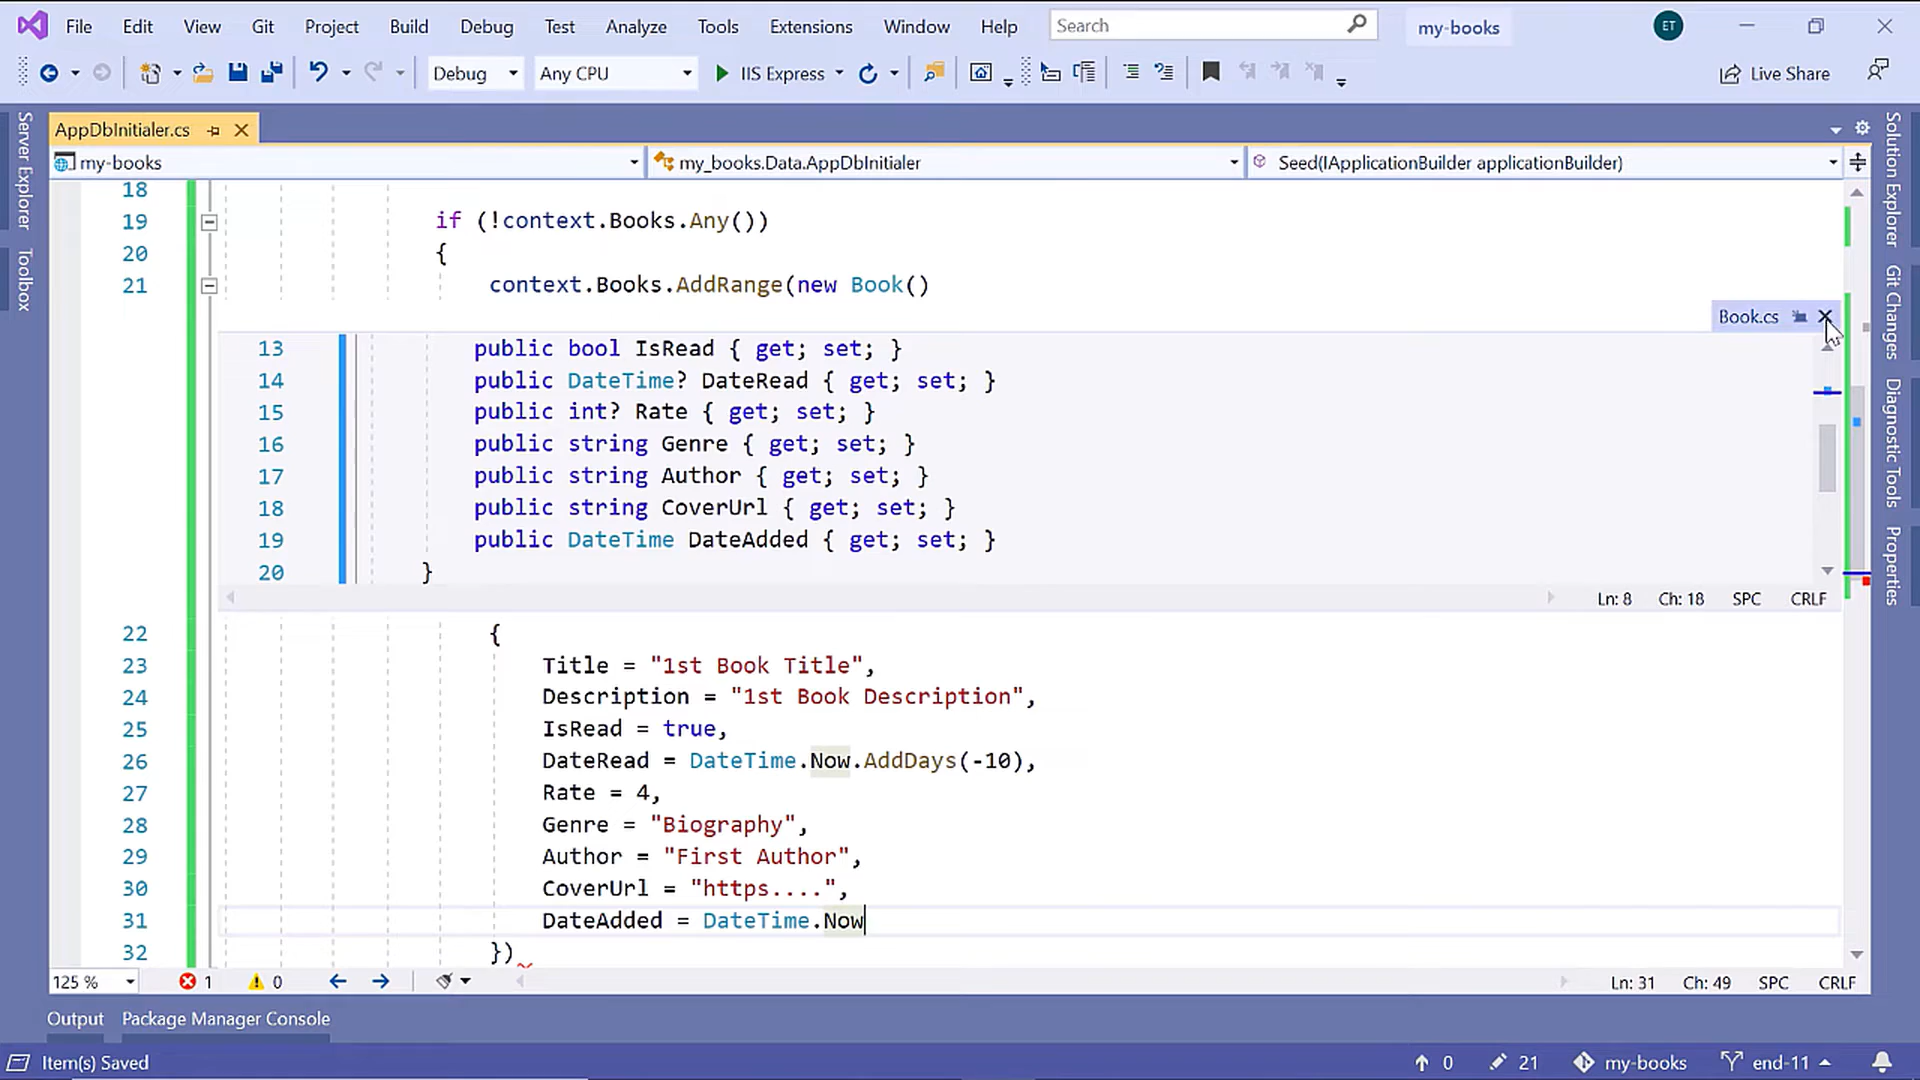 File Edit View Git Project Build Debug Test Analyze Tools Extensions Window Help Search my-books ET
Debug Any CPU IIS Express Live Share
AppDbInitialer.cs
my-books my_books.Data.AppDbInitialer Seed(IApplicationBuilder applicationBuilder)
Server Explorer
Toolbox
18
19 if (!context.Books.Any())
20 {
21 context.Books.AddRange(new Book()
Book.cs
13 public bool IsRead { get; set; }
14 public DateTime? DateRead { get; set; }
15 public int? Rate { get; set; }
16 public string Genre { get; set; }
17 public string Author { get; set; }
18 public string CoverUrl { get; set; }
19 public DateTime DateAdded { get; set; }
20 }
Ln: 8 Ch: 18 SPC CRLF
22 {
23 Title = "1st Book Title",
24 Description = "1st Book Description",
25 IsRead = true,
26 DateRead = DateTime.Now.AddDays(-10),
27 Rate = 4,
28 Genre = "Biography",
29 Author = "First Author",
30 CoverUrl = "https....",
31 DateAdded = DateTime.Now
32 })
Solution Explorer
Git Changes
Diagnostic Tools
Properties
125 % 1 0 Ln: 31 Ch: 49 SPC CRLF
Output Package Manager Console
Item(s) Saved 0 21 my-books end-11